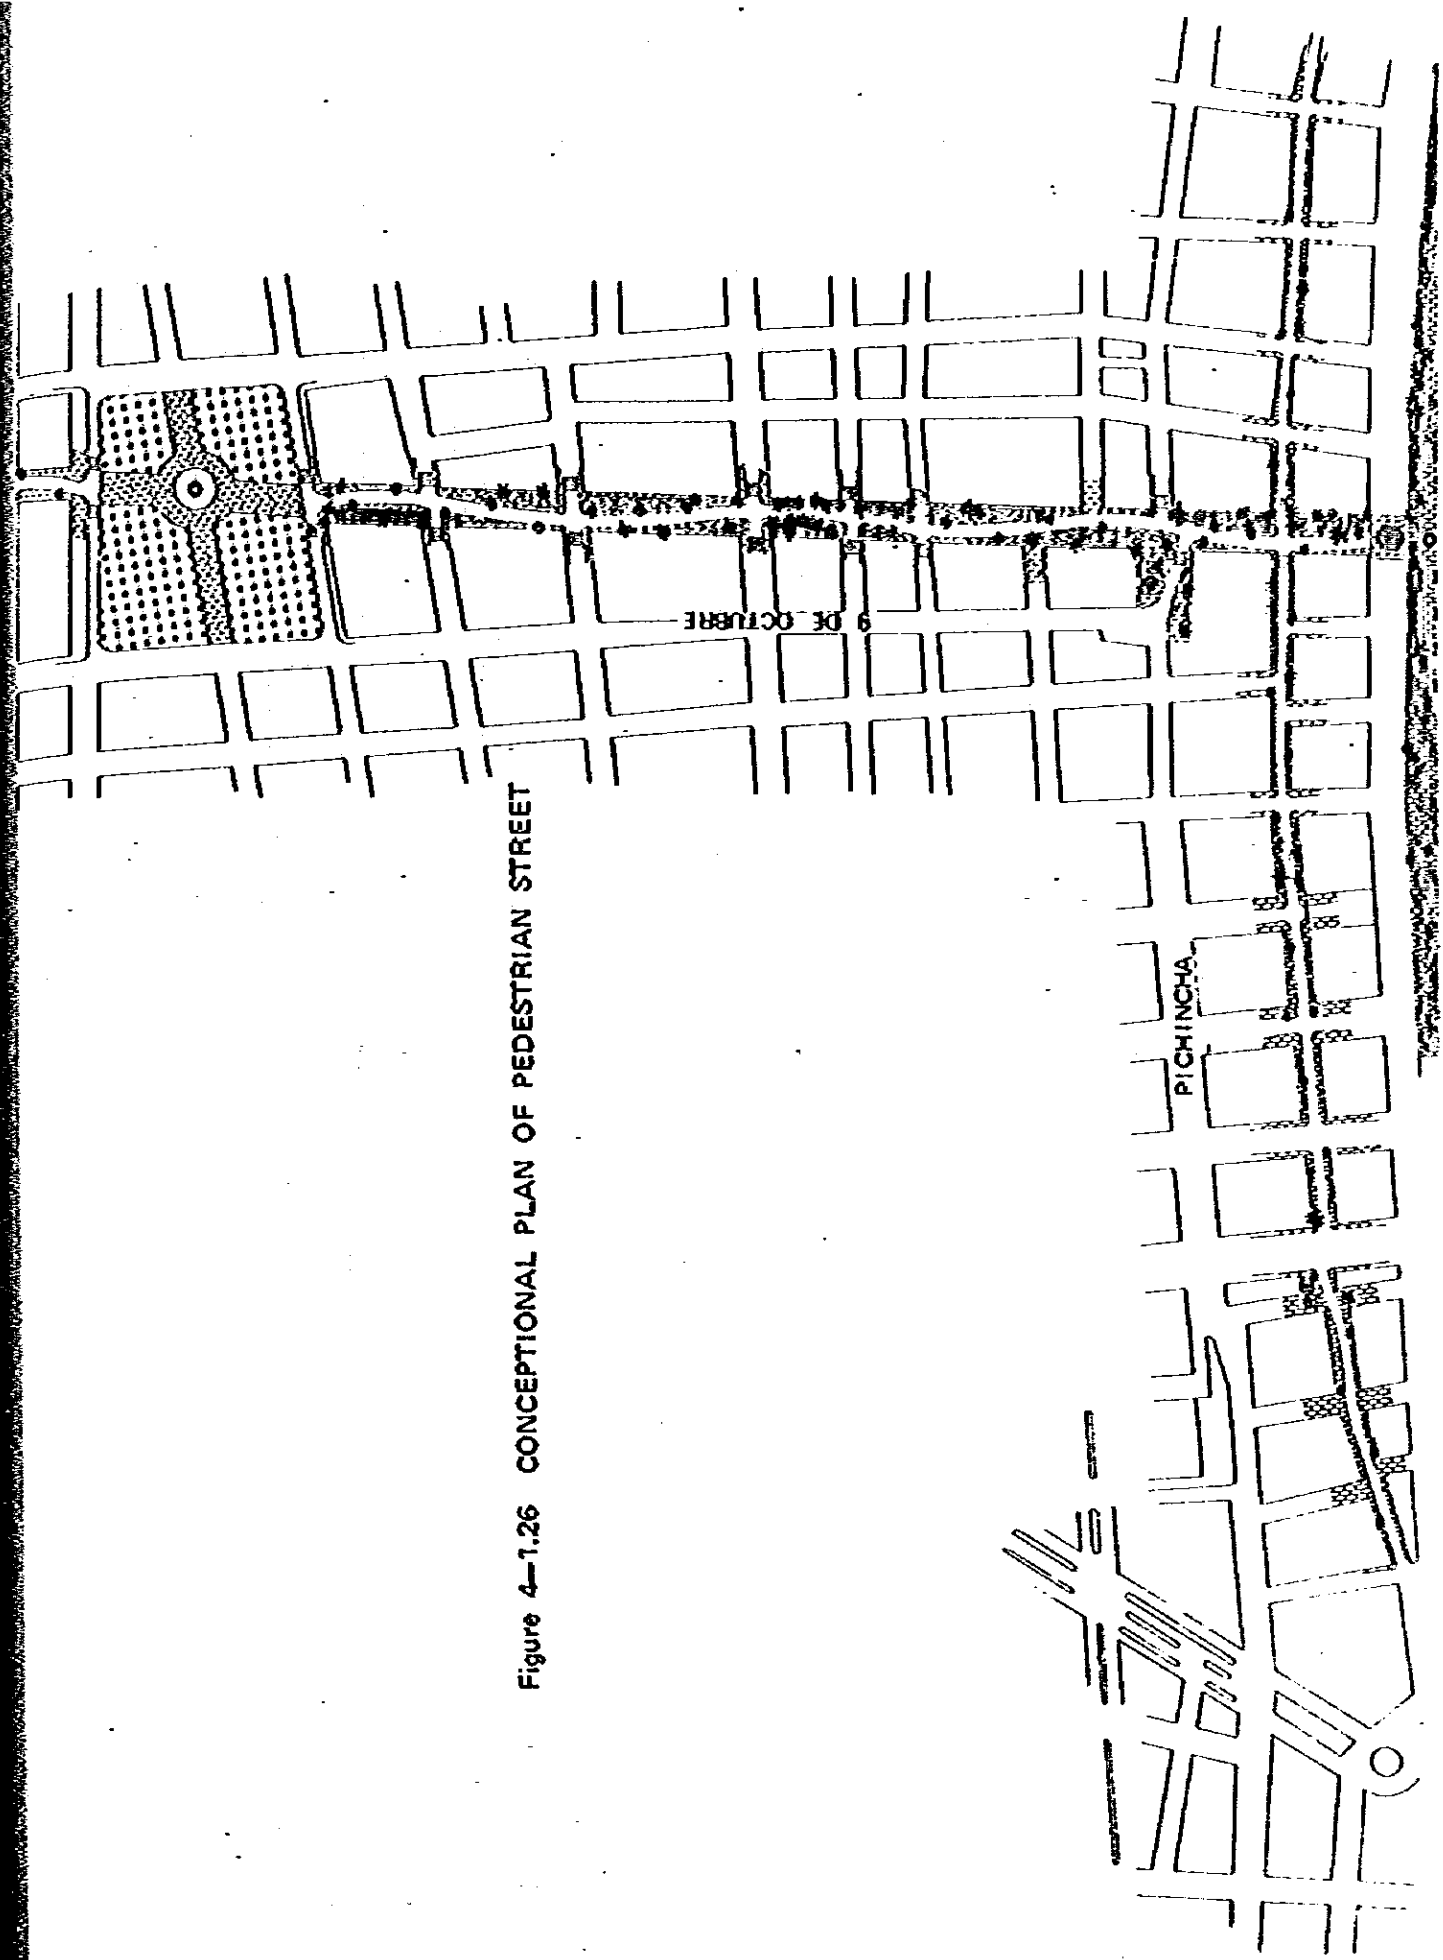 Figure 4—1.26 CONCEPTIONAL PLAN OF PEDESTRIAN STREET
9 DE OCTUBRE
PICHINCHA